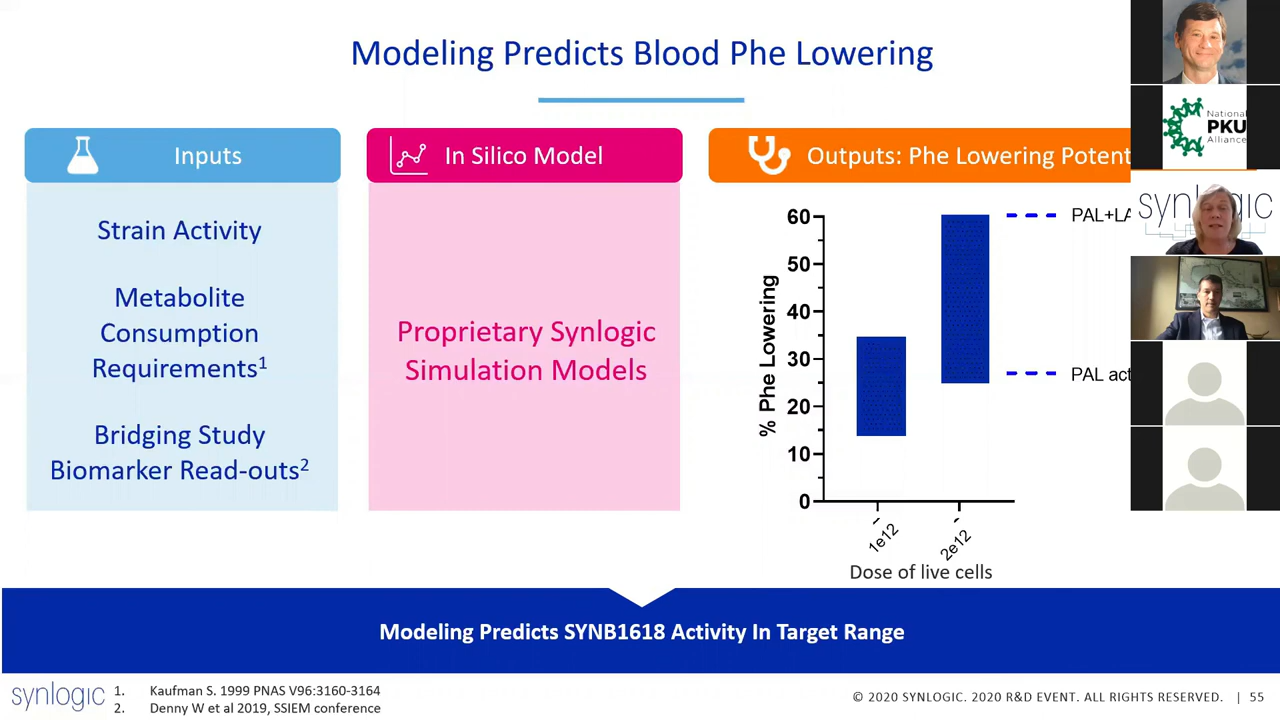 Modeling Predicts Blood Phe Lowering
Inputs
Strain Activity
Metabolite
Consumption
Requirements1
Bridging Study
Biomarker Read-outs2
In Silico Model
Proprietary Synlogic
Simulation Models
Outputs: Phe Lowering Potent
% Phe Lowering
60
50
40
30
20
10
0
1e12
2e12
Dose of live cells
PAL+LA
PAL act
National
PKU
Alliance
synlogic
Modeling Predicts SYNB1618 Activity In Target Range
synlogic
1. Kaufman S. 1999 PNAS V96:3160-3164
2. Denny W et al 2019, SSIEM conference
© 2020 SYNLOGIC. 2020 R&D EVENT. ALL RIGHTS RESERVED. | 55